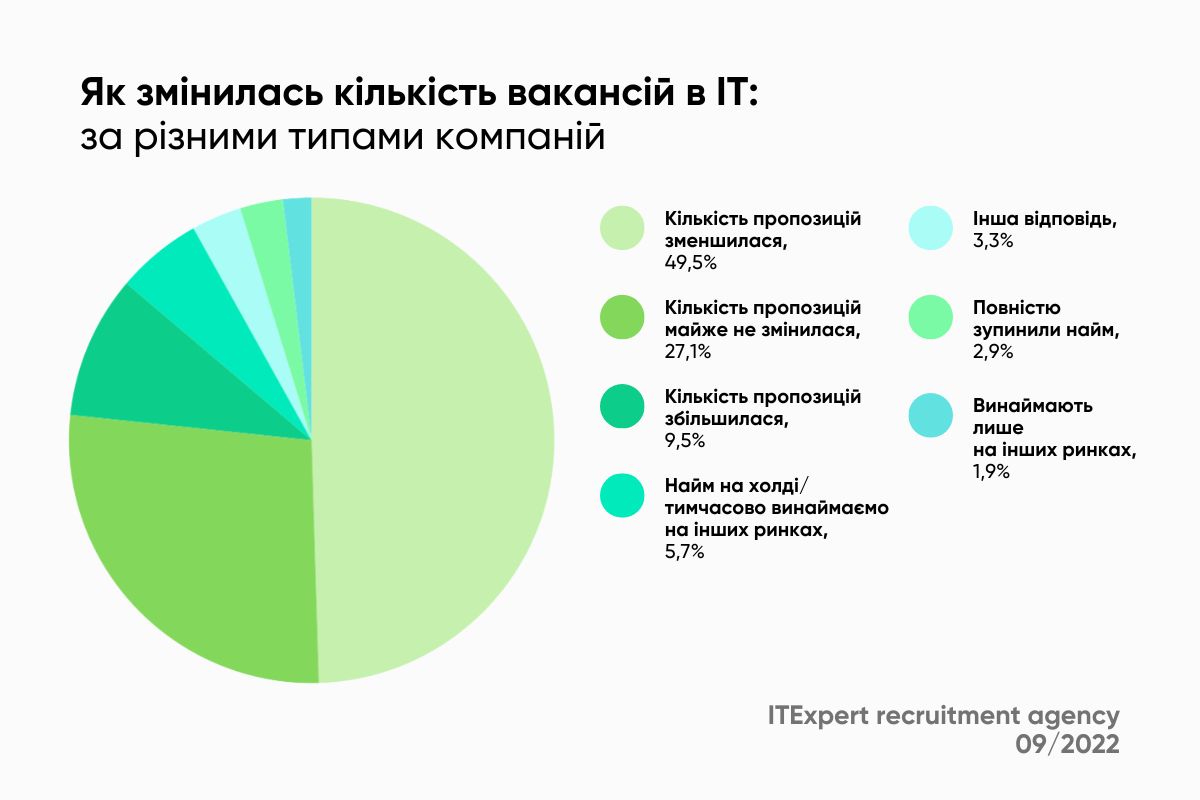 Як змінилась кількість вакансій в ІТ:
за різними типами компаній
Кількість пропозицій
зменшилася,
49,5%
Кількість пропозицій
майже не змінилася,
27,1%
Кількість пропозицій
збільшилася,
9,5%
Найм на холді/
тимчасово винаймаємо
на інших ринках,
5,7%
Інша відповідь,
3,3%
Повністю
зупинили найм,
2,9%
Винаймають
лише
на інших ринках,
1,9%
ITExpert recruitment agency
09/2022